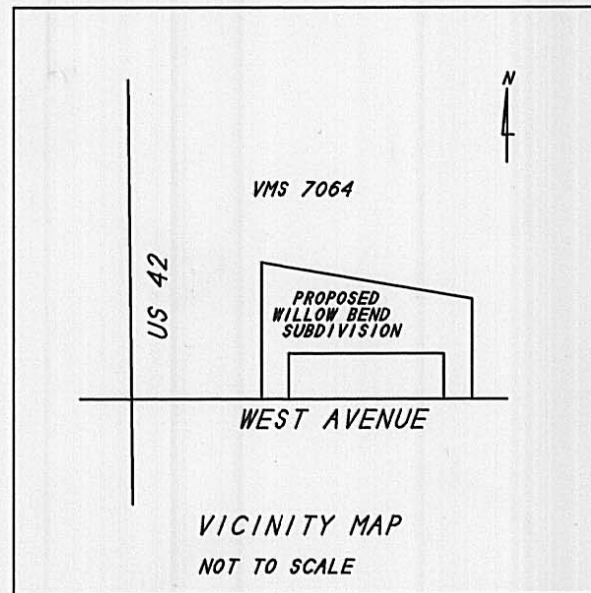 N
VMS 7064
US 42
PROPOSED
WILLOW BEND
SUBDIVISION
WEST AVENUE
VICINITY MAP
NOT TO SCALE